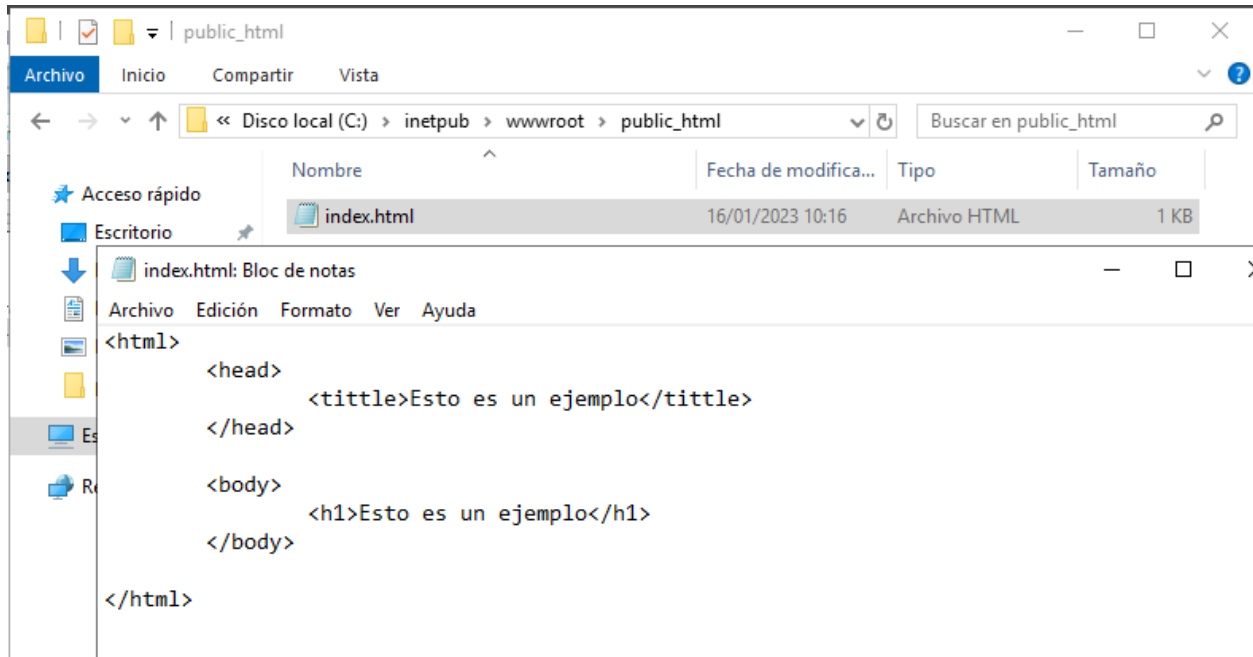 public_html
Archivo Inicio Compartir Vista
« Disco local (C:) > inetpub > wwwroot > public_html Buscar en public_html
Nombre Fecha de modifica... Tipo Tamaño
Acceso rápido
index.html 16/01/2023 10:16 Archivo HTML 1 KB
Escritorio
index.html: Bloc de notas
Archivo Edición Formato Ver Ayuda
<html>
<head>
<tittle>Esto es un ejemplo</tittle>
</head>
Es
<body>
<h1>Esto es un ejemplo</h1>
</body>
</html>